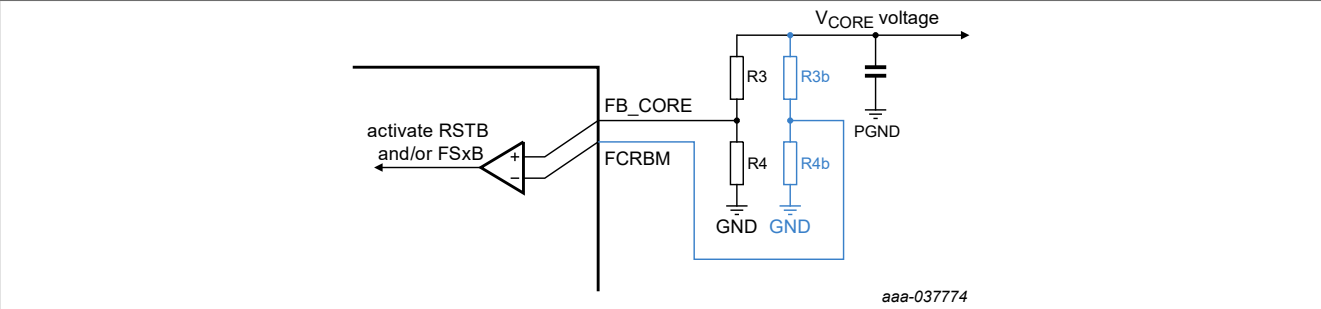 VCORE voltage
R3
R3b
FB_CORE
PGND
activate RSTB
and/or FSxB
+
−
FCRBM
R4
R4b
GND
GND
aaa-037774